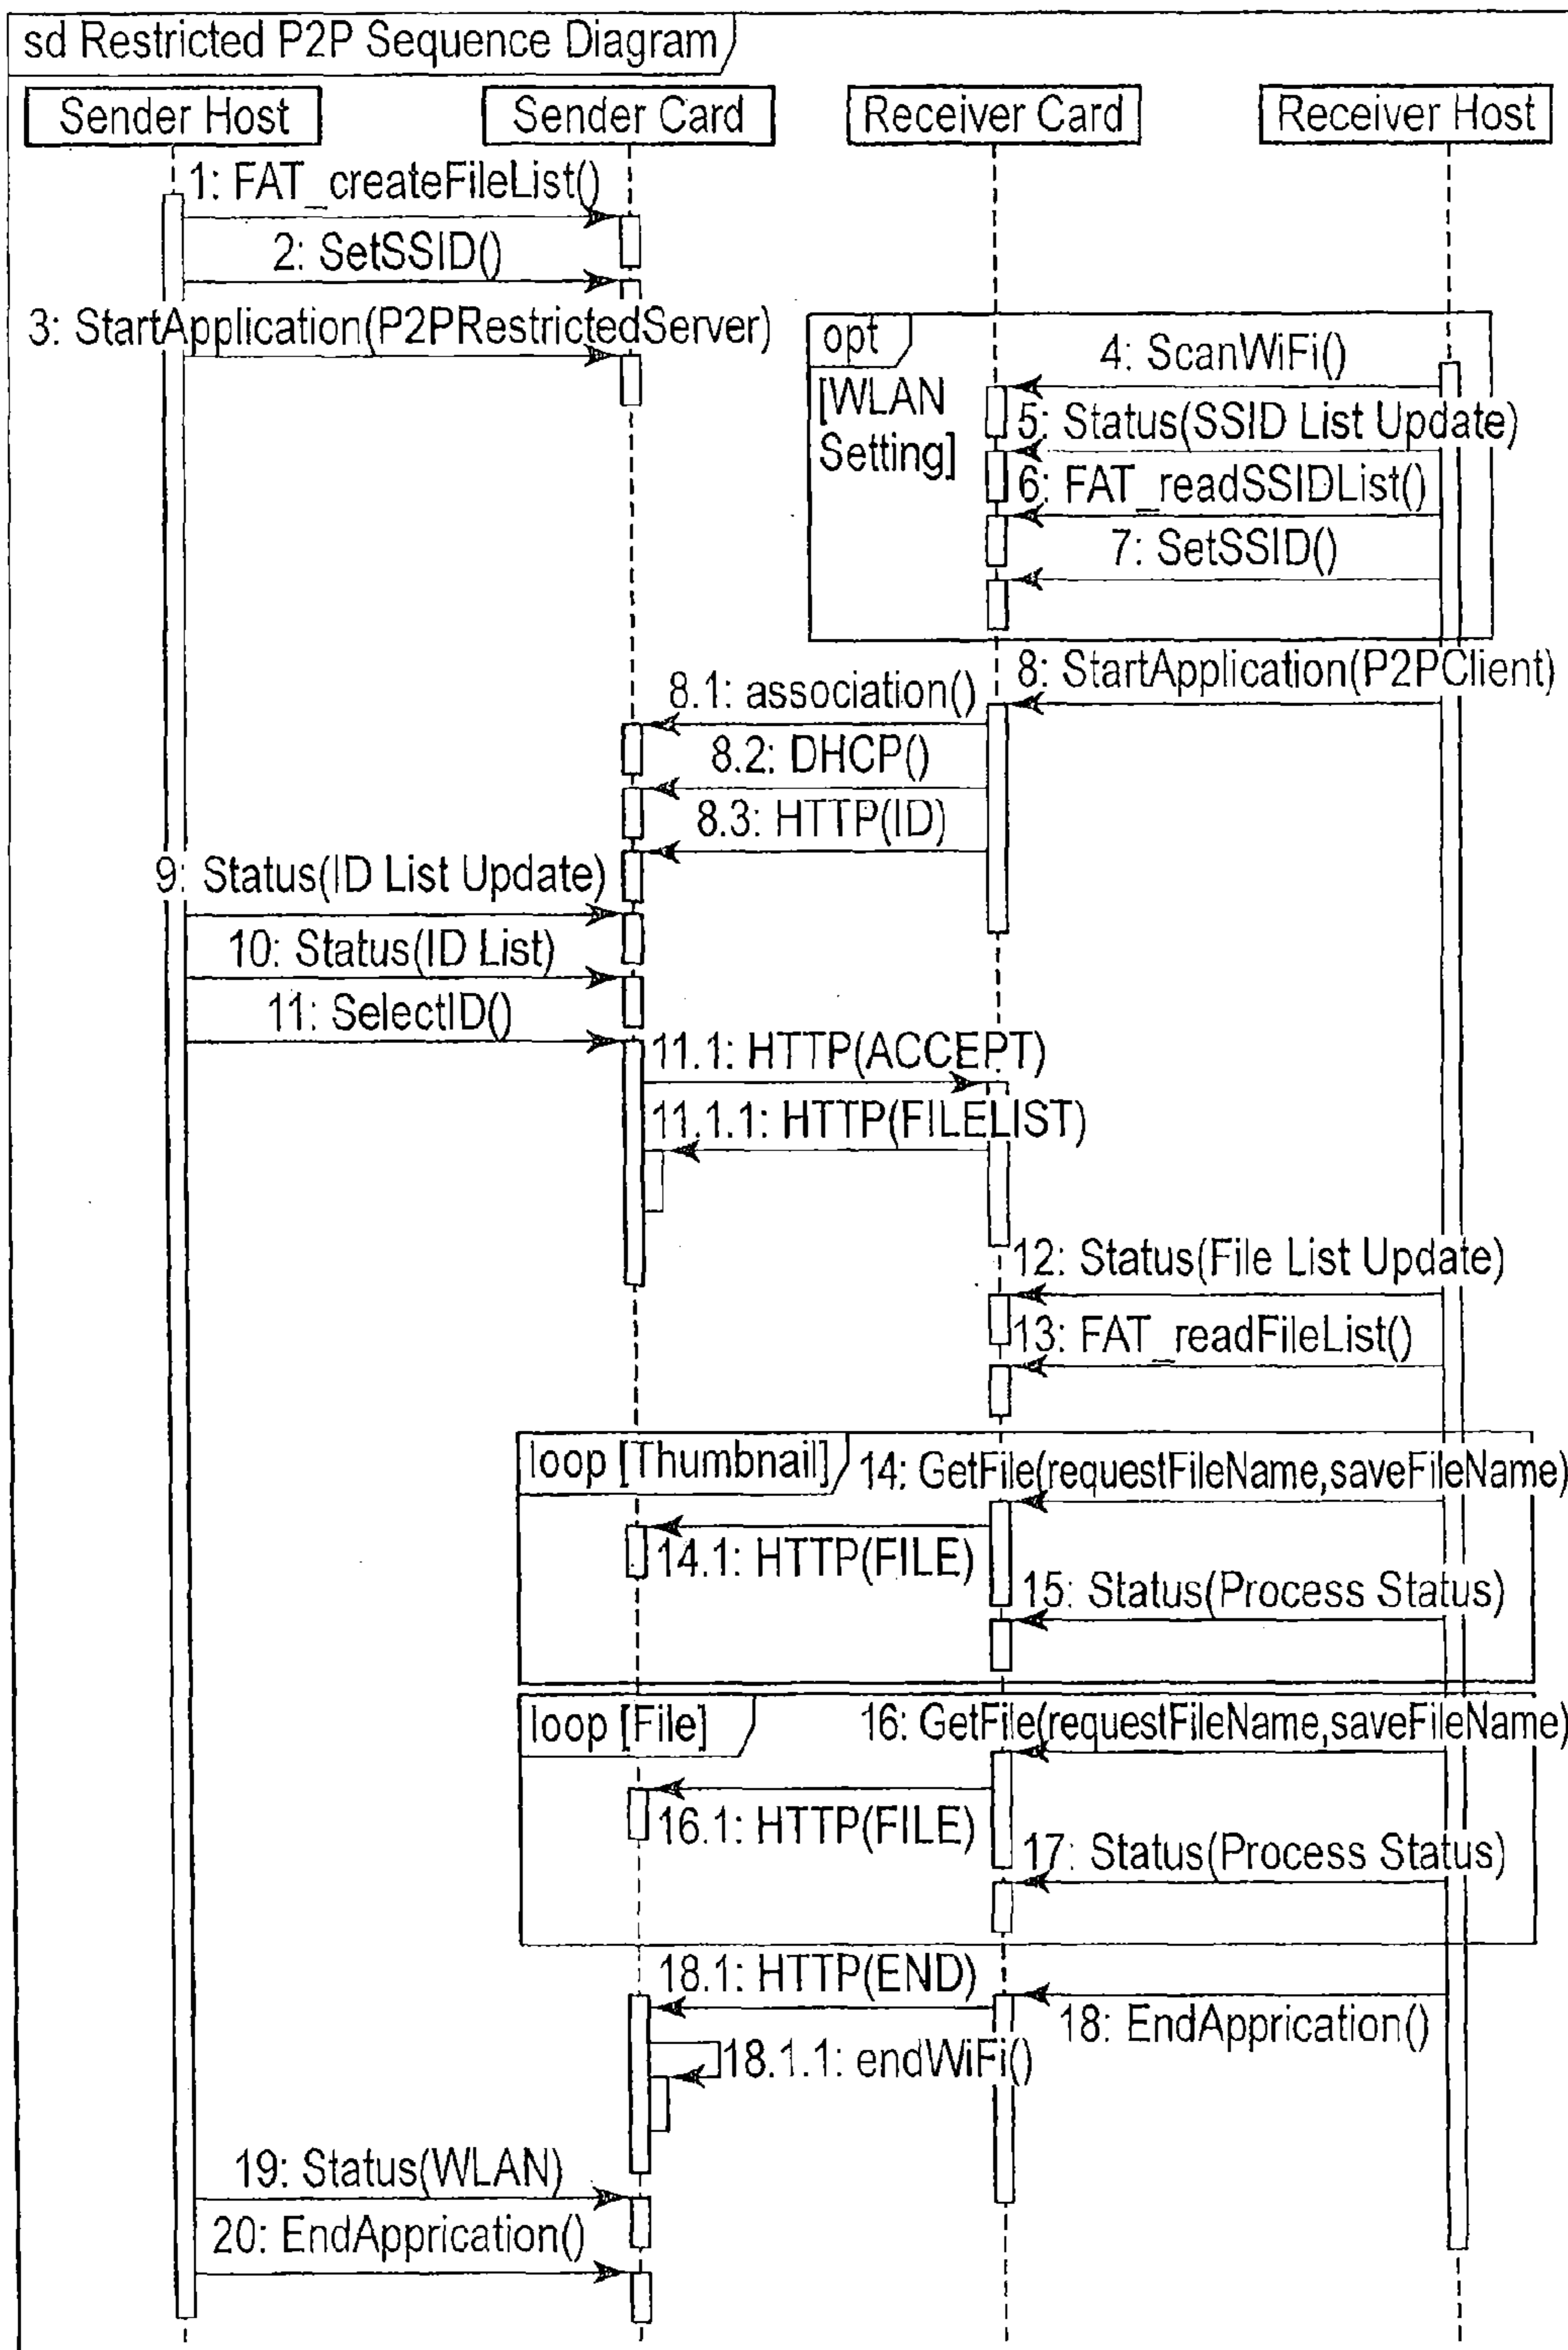 sd Restricted P2P Sequence Diagram
Sender Host
Sender Card
Receiver Card
Receiver Host
1: FAT_createFileList()
2: SetSSID()
3: StartApplication(P2PRestrictedServer)
opt
[WLAN
Setting]
4: ScanWiFi()
5: Status(SSID List Update)
6: FAT_readSSIDList()
7: SetSSID()
8: StartApplication(P2PClient)
8.1: association()
8.2: DHCP()
8.3: HTTP(ID)
9: Status(ID List Update)
10: Status(ID List)
11: SelectID()
11.1: HTTP(ACCEPT)
11.1.1: HTTP(FILELIST)
12: Status(File List Update)
13: FAT_readFileList()
loop [Thumbnail]
14: GetFile(requestFileName,saveFileName)
14.1: HTTP(FILE)
15: Status(Process Status)
loop [File]
16: GetFile(requestFileName,saveFileName)
16.1: HTTP(FILE)
17: Status(Process Status)
18.1: HTTP(END)
18: EndApprication()
18.1.1: endWiFi()
19: Status(WLAN)
20: EndApprication()